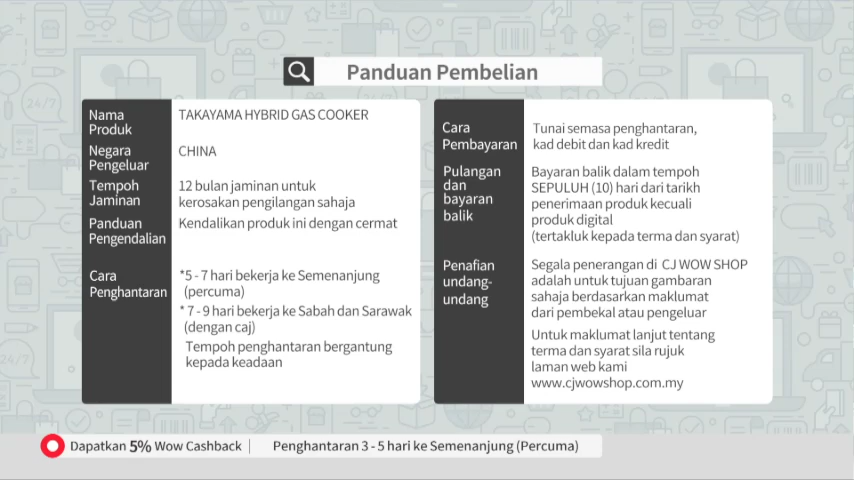 Panduan Pembelian
Nama
Produk
TAKAYAMA HYBRID GAS COOKER
Negara
Pengeluar
CHINA
Tempoh
Jaminan
12 bulan jaminan untuk
kerosakan pengilangan sahaja
Panduan
Pengendalian
Kendalikan produk ini dengan cermat
Cara
Penghantaran
*5 - 7 hari bekerja ke Semenanjung
(percuma)
* 7 - 9 hari bekerja ke Sabah dan Sarawak
(dengan caj)
Tempoh penghantaran bergantung
kepada keadaan
Cara
Pembayaran
Tunai semasa penghantaran,
kad debit dan kad kredit
Pulangan
dan
bayaran
balik
Bayaran balik dalam tempoh
SEPULUH (10) hari dari tarikh
penerimaan produk kecuali
produk digital
(tertakluk kepada terma dan syarat)
Penafian
undang-
undang
Segala penerangan di CJ WOW SHOP
adalah untuk tujuan gambaran
sahaja berdasarkan maklumat
dari pembekal atau pengeluar
Untuk maklumat lanjut tentang
terma dan syarat sila rujuk
laman web kami
www.cjwowshop.com.my
Dapatkan 5% Wow Cashback | Penghantaran 3 - 5 hari ke Semenanjung (Percuma)
24/7
24/7